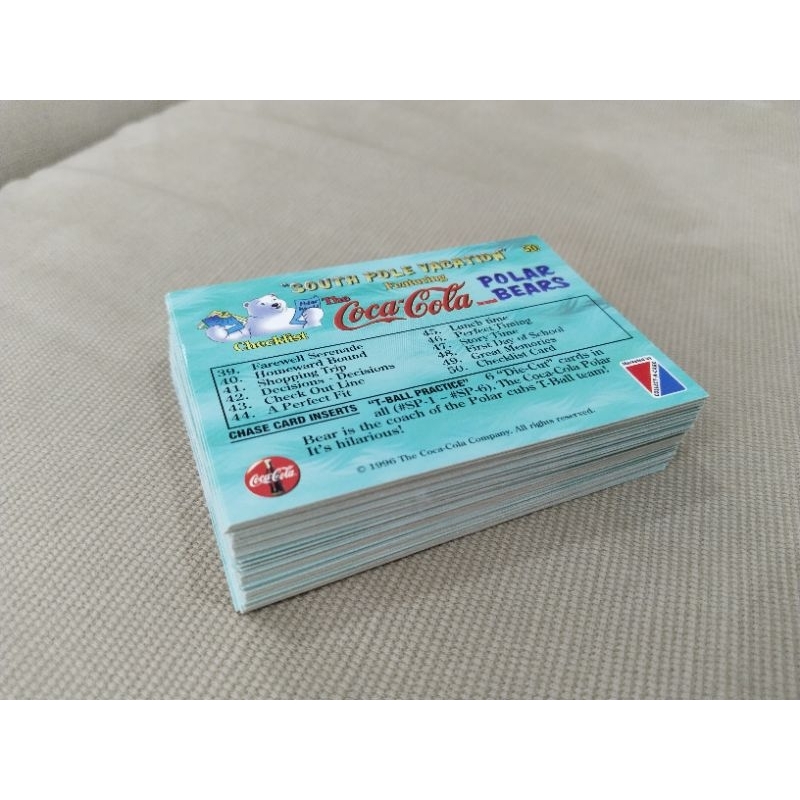 "SOUTH POLE VACATION"
50
Featuring
The Coca-Cola BRAND POLAR BEARS
Checklist
39. Farewell Serenade
40. Homeward Bound
41. Shopping Trip
42. Decisions - Decisions
43. Check Out Line
44. A Perfect Fit
45. Lunch time
46. Perfect Timing
47. Story Time
48. First Day of School
49. Great Memories
50. Checklist Card
CHASE CARD INSERTS "T-BALL PRACTICE" 6 "Die-Cut" cards in
all (#SP-1 - #SP-6). The Coca-Cola Polar
Bear is the coach of the Polar cubs T-Ball team!
It's hilarious!
© 1996 The Coca-Cola Company. All rights reserved.
Coca-Cola
COLLECT-A-CARD